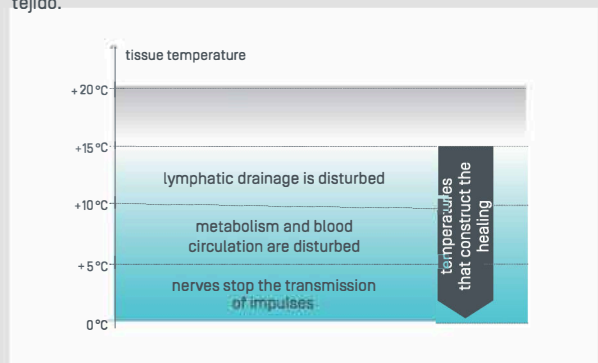 tejido.
tissue temperature
+ 20 °C
+15 °C
lymphatic drainage is disturbed
+10 °C
metabolism and blood
circulation are disturbed
+ 5 °C
nerves stop the transmission
of impulses
0 °C
temperatures
that construct the
healing